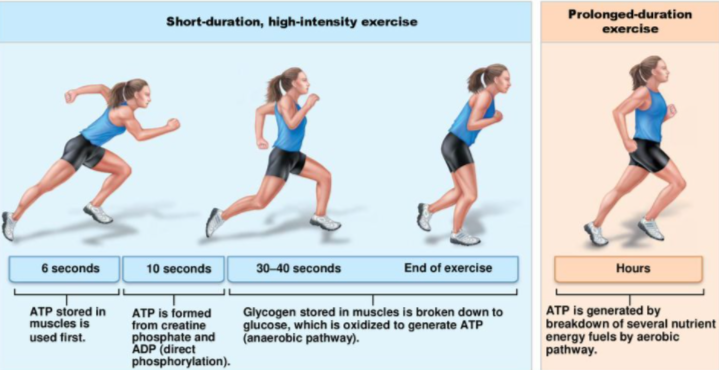 Short-duration, high-intensity exercise
Prolonged-duration
exercise
6 seconds
10 seconds
30–40 seconds
End of exercise
Hours
ATP stored in
muscles is
used first.
ATP is formed
from creatine
phosphate and
ADP (direct
phosphorylation).
Glycogen stored in muscles is broken down to
glucose, which is oxidized to generate ATP
(anaerobic pathway).
ATP is generated by
breakdown of several nutrient
energy fuels by aerobic
pathway.